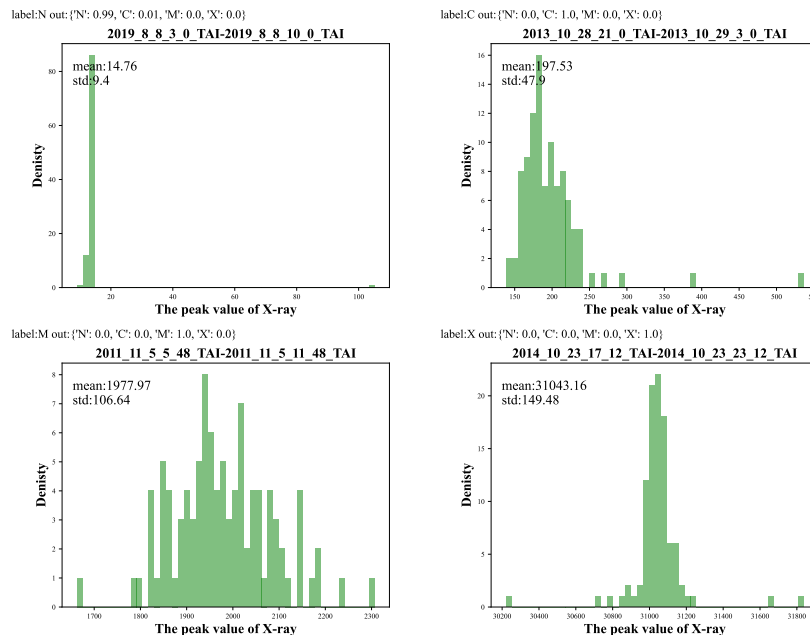 label:N out:{'N': 0.99, 'C': 0.01, 'M': 0.0, 'X': 0.0}
2019_8_8_3_0_TAI-2019_8_8_10_0_TAI
mean:14.76
std:9.4
80
60
40
20
0
Denisty
20 40 60 80 100
The peak value of X-ray
label:C out:{'N': 0.0, 'C': 1.0, 'M': 0.0, 'X': 0.0}
2013_10_28_21_0_TAI-2013_10_29_3_0_TAI
mean:197.53
std:47.9
16
14
12
10
8
6
4
2
0
Denisty
150 200 250 300 350 400 450 500
The peak value of X-ray
label:M out:{'N': 0.0, 'C': 0.0, 'M': 1.0, 'X': 0.0}
2011_11_5_5_48_TAI-2011_11_5_11_48_TAI
mean:1977.97
std:106.64
8
7
6
5
4
3
2
1
0
Denisty
1700 1800 1900 2000 2100 2200 2300
The peak value of X-ray
label:X out:{'N': 0.0, 'C': 0.0, 'M': 0.0, 'X': 1.0}
2014_10_23_17_12_TAI-2014_10_23_23_12_TAI
mean:31043.16
std:149.48
20
15
10
5
0
Denisty
30200 30400 30600 30800 31000 31200 31400 31600 31800
The peak value of X-ray